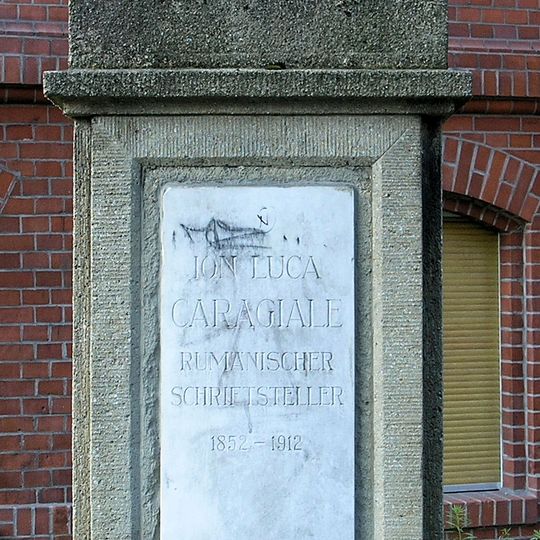 ION LUCA
CARAGIALE
RUMÄNISCHER
SCHRIFTSTELLER
1852 – 1912